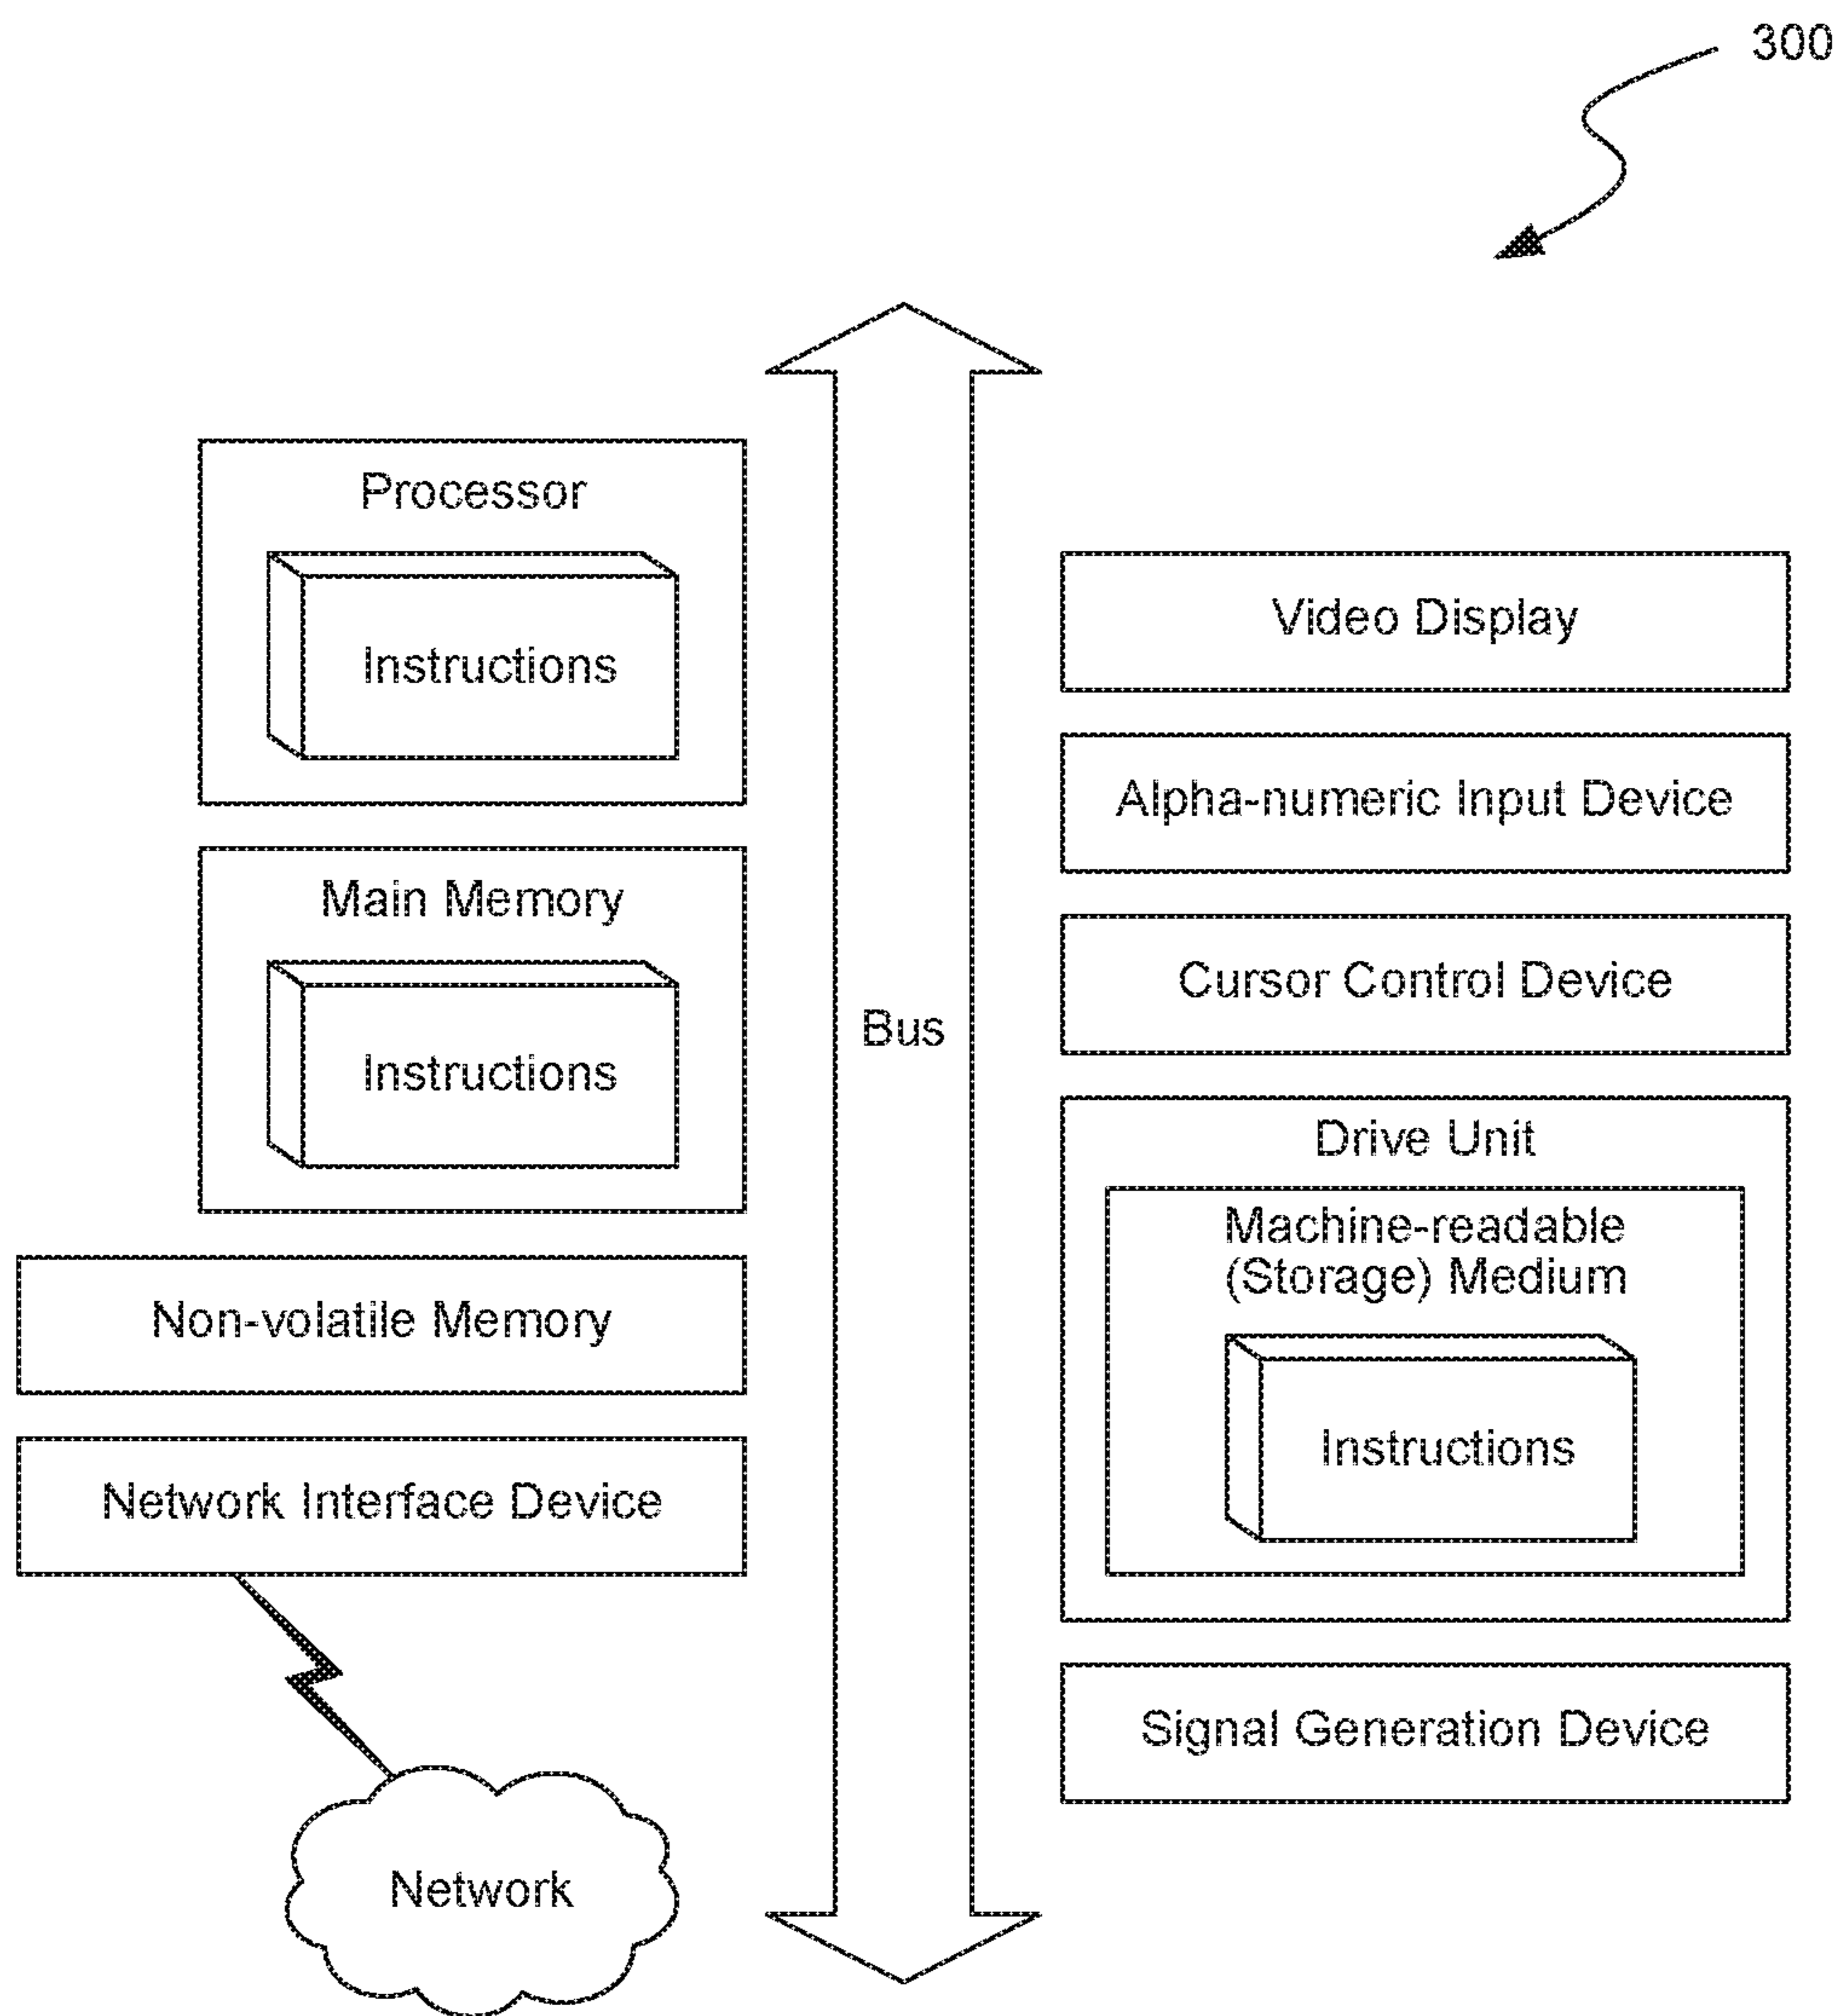 300
Processor
Instructions
Main Memory
Instructions
Non-volatile Memory
Network Interface Device
Network
Bus
Video Display
Alpha-numeric Input Device
Cursor Control Device
Drive Unit
Machine-readable
(Storage) Medium
Instructions
Signal Generation Device